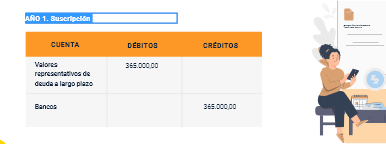 AÑO 1. Suscripción
CUENTA DÉBITOS CRÉDITOS
Valores 365.000,00
representativos de
deuda a largo plazo
Bancos 365.000,00